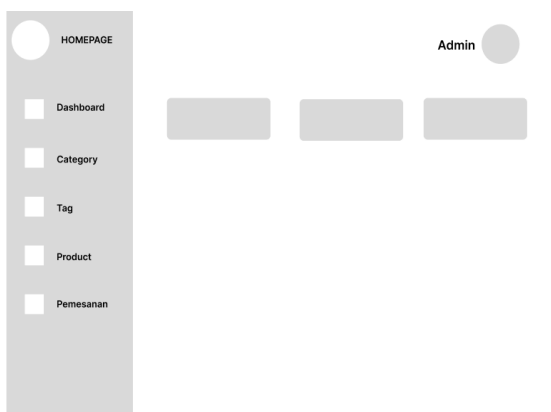 HOMEPAGE
Admin
Dashboard
Category
Tag
Product
Pemesanan